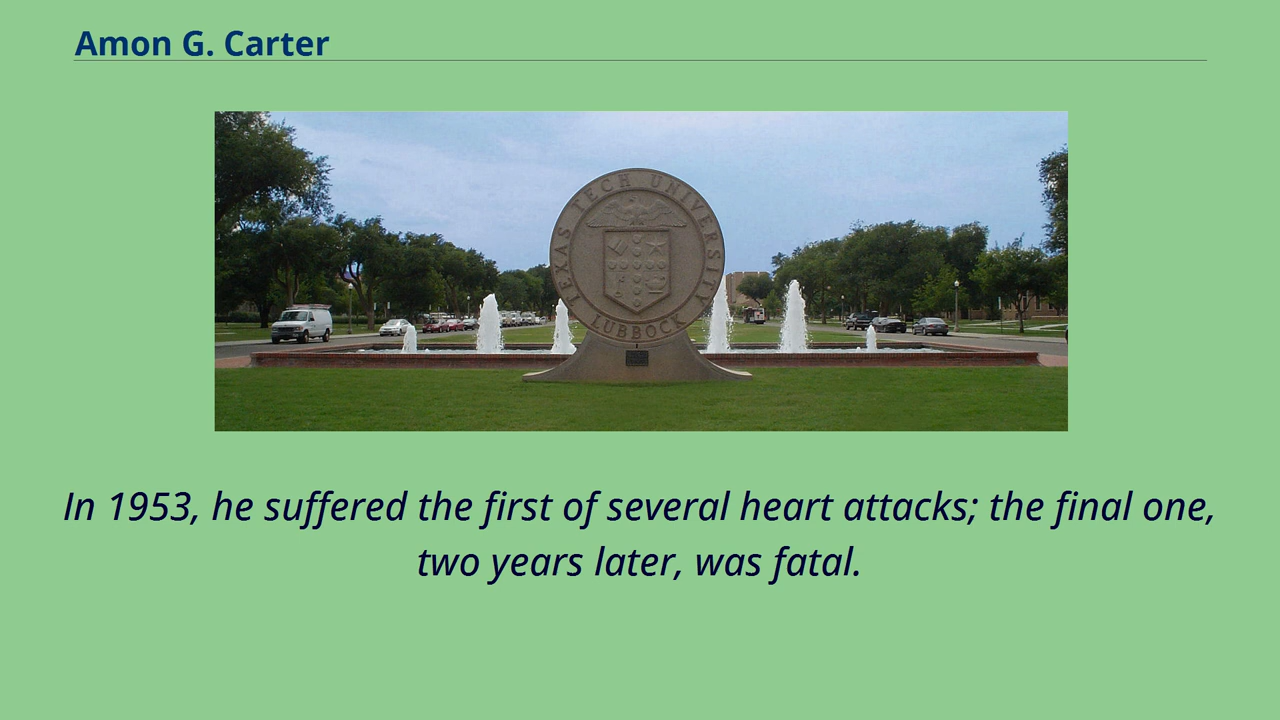 Amon G. Carter
TEXAS TECH UNIVERSITY
LUBBOCK
In 1953, he suffered the first of several heart attacks; the final one,
two years later, was fatal.